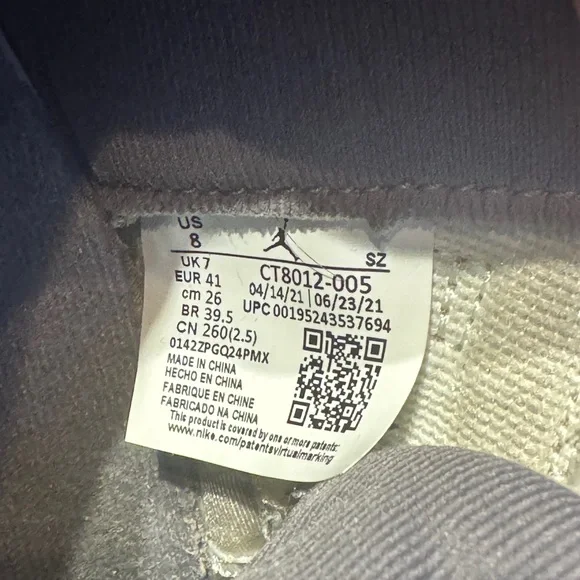 US
8
SZ
UK 7
EUR 41
cm 26
BR 39.5
CN 260(2.5)
CT8012-005
04/14/21 | 06/23/21
UPC 00195243537694
0142ZPGQ24PMX
MADE IN CHINA
HECHO EN CHINA
FABRIQUE EN CHINE
FABRICADO NA CHINA
This product is covered by one or more patents:
www.nike.com/patentsvirtualmarking